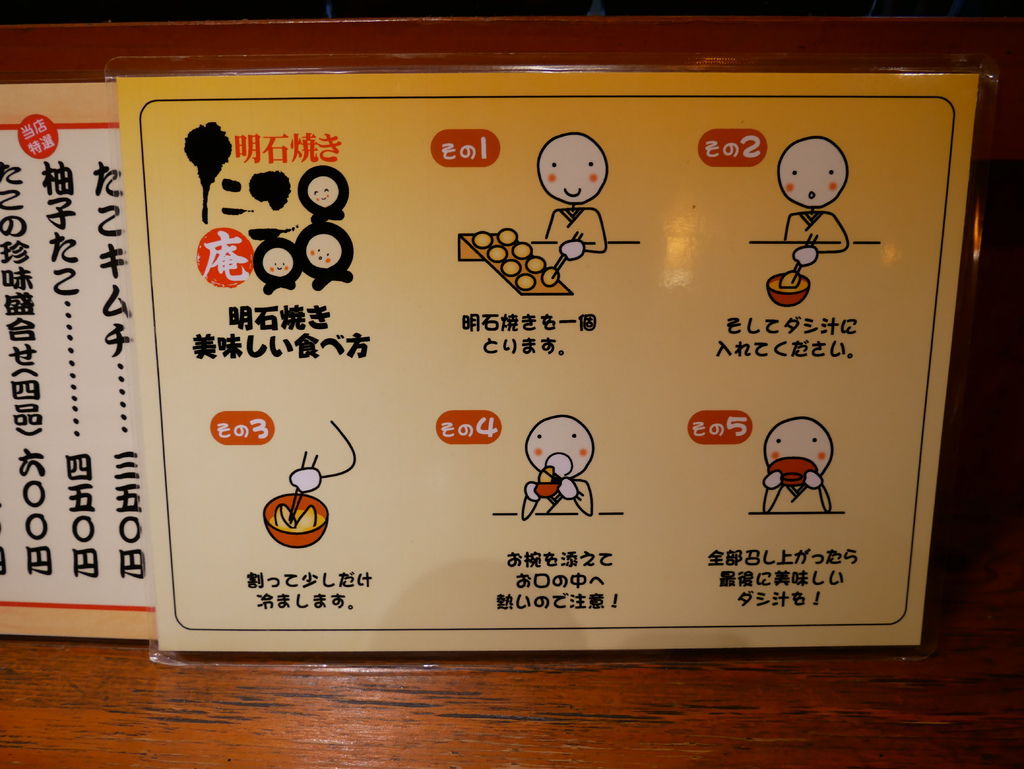 明石焼き
庵
明石焼き
美味しい食べ方
その1
明石焼きを一個
とります。
その2
そしてダシ汁に
入れてください。
その3
割って少しだけ
冷まします。
その4
お椀を添えて
お口の中へ
熱いので注意！
その5
全部召し上がったら
最後に美味しい
ダシ汁も！
当店
特選
たこキムチ……三五〇円
柚子たこ…………四五〇円
たこの珍味盛合せ(四品)六〇〇円